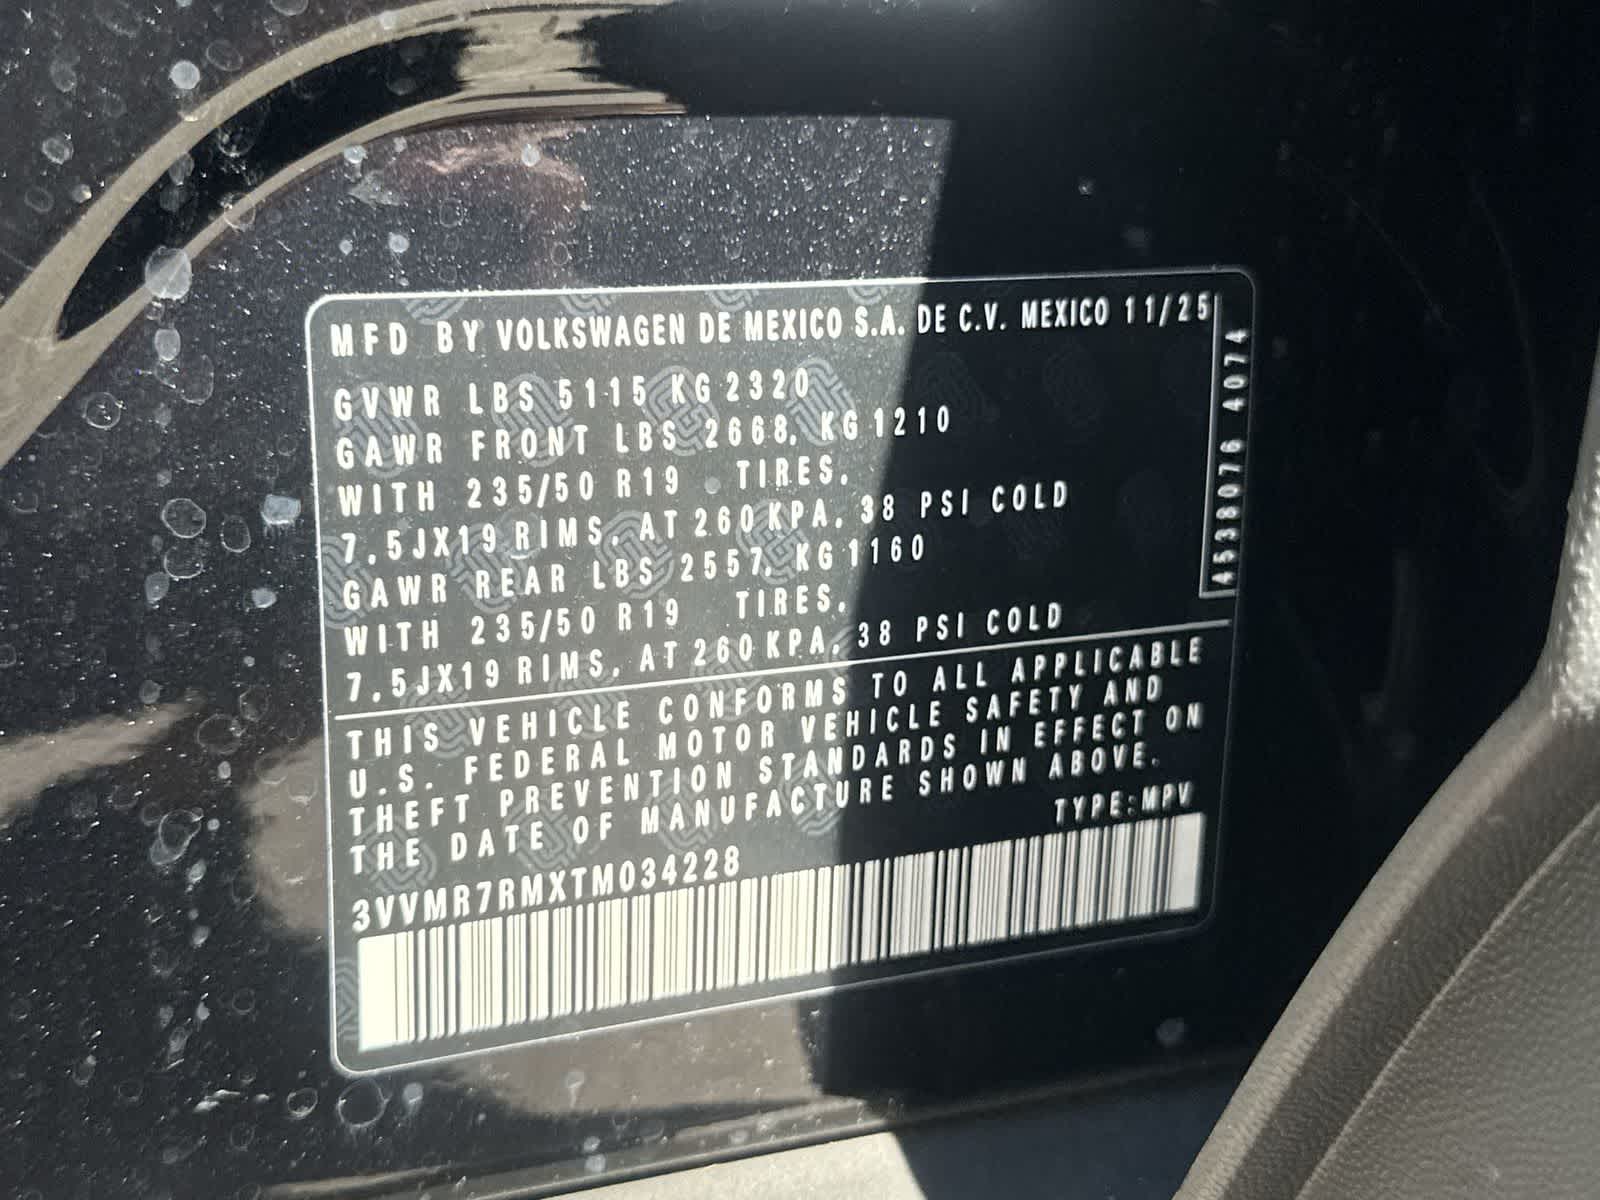 MFD BY VOLKSWAGEN DE MEXICO S.A. DE C.V. MEXICO 11/25
GVWR LBS 5115 KG 2320
GAWR FRONT LBS 2668, KG 1210
WITH 235/50 R19 TIRES,
7,5JX19 RIMS, AT 260 KPA, 38 PSI COLD
GAWR REAR LBS 2557, KG 1160
WITH 235/50 R19 TIRES,
7,5JX19 RIMS, AT 260 KPA, 38 PSI COLD
4538076 4074
THIS VEHICLE CONFORMS TO ALL APPLICABLE
U.S. FEDERAL MOTOR VEHICLE SAFETY AND
THEFT PREVENTION STANDARDS IN EFFECT ON
THE DATE OF MANUFACTURE SHOWN ABOVE.
TYPE:MPV
3VVMR7RMXTM034228